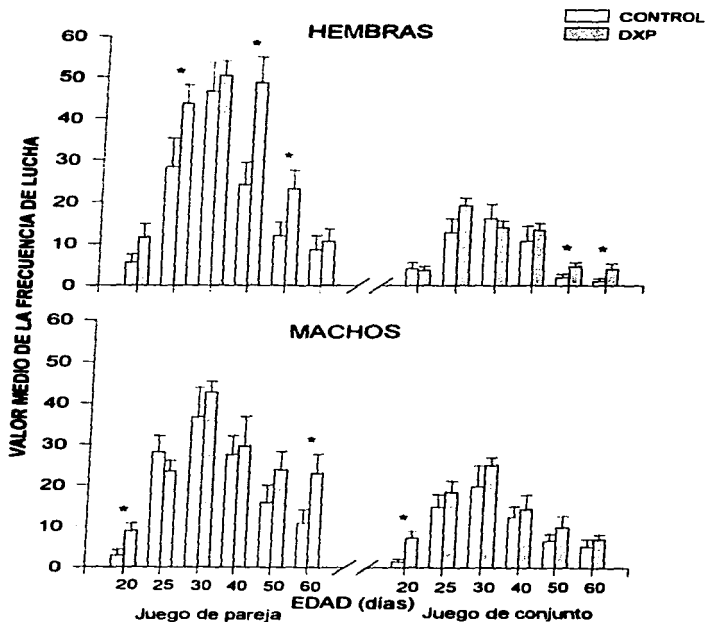 CONTROL
DXP
HEMBRAS
VALOR MEDIO DE LA FRECUENCIA DE LUCHA
60
50
40
30
20
10
0
* * *
* *
MACHOS
60
50
40
30
20
10
0
* *
*
20 25 30 40 50 60 20 25 30 40 50 60
EDAD (días)
Juego de pareja Juego de conjunto